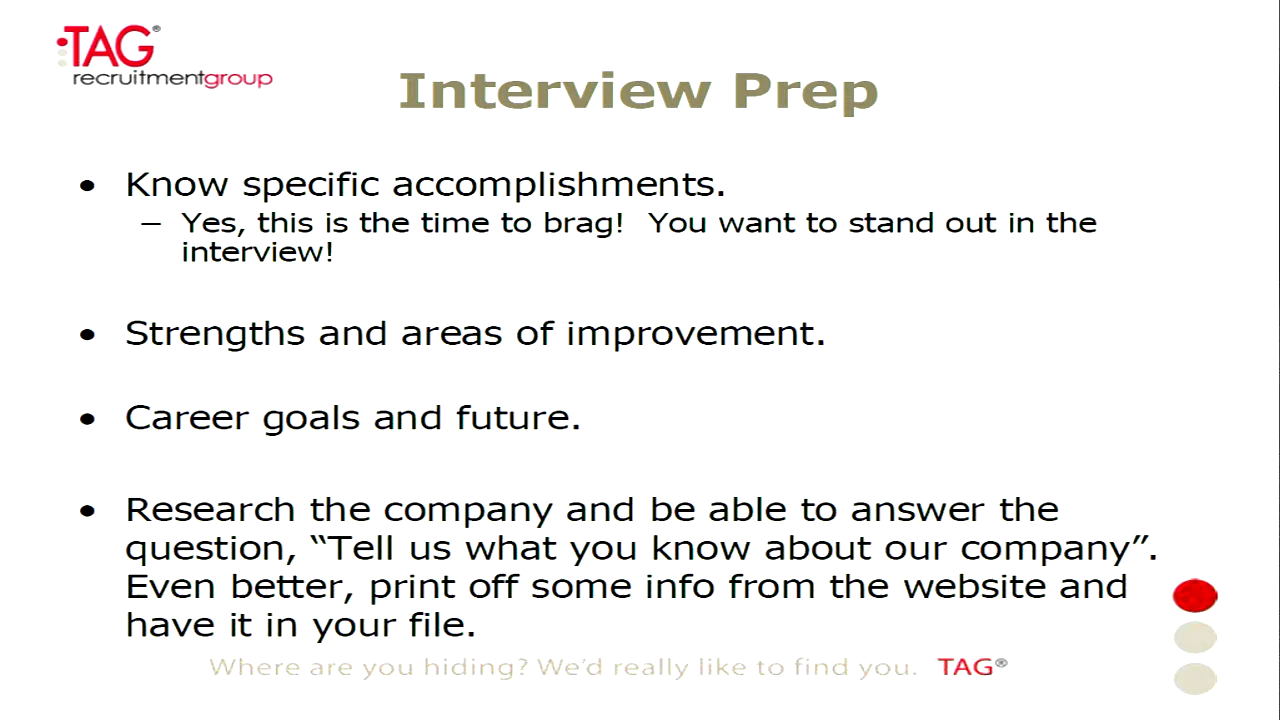 TAG®
recruitmentgroup
Interview Prep
• Know specific accomplishments.
– Yes, this is the time to brag! You want to stand out in the
interview!
• Strengths and areas of improvement.
• Career goals and future.
• Research the company and be able to answer the
question, “Tell us what you know about our company”.
Even better, print off some info from the website and
have it in your file.
Where are you hiding? We'd really like to find you. TAG®